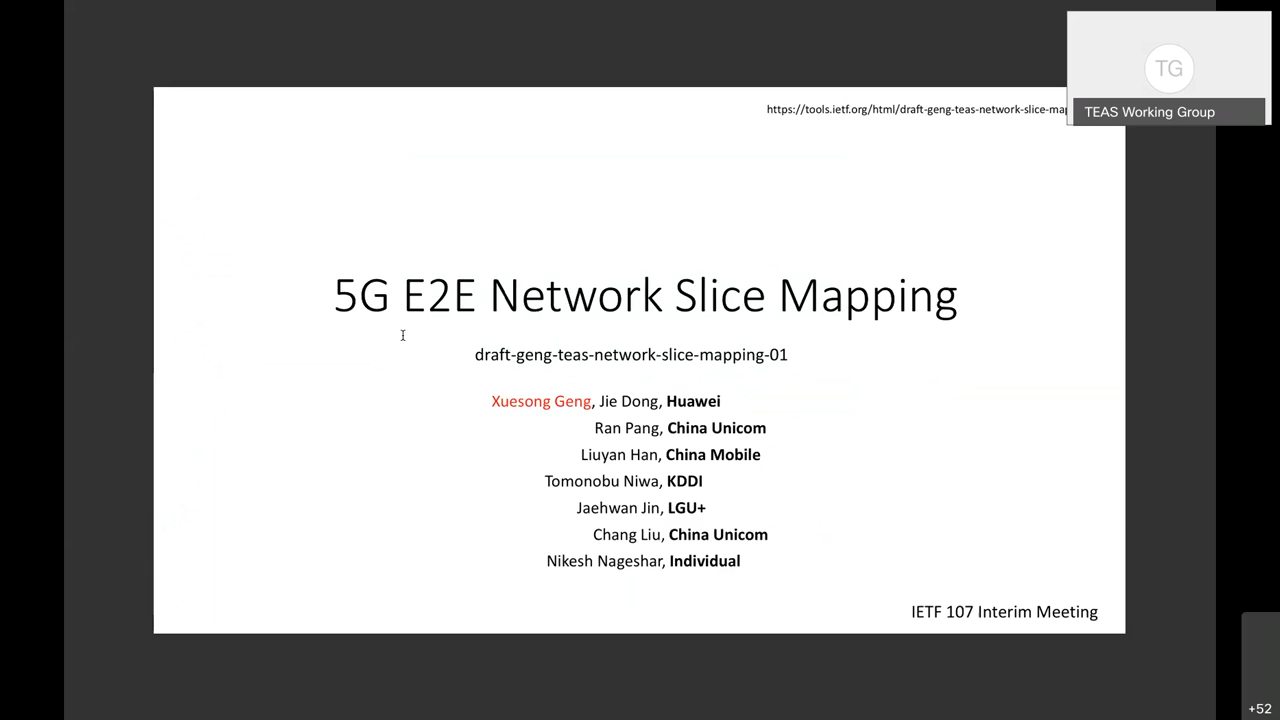 https://tools.ietf.org/html/draft-geng-teas-network-slice-map
TG
TEAS Working Group
5G E2E Network Slice Mapping
draft-geng-teas-network-slice-mapping-01
Xuesong Geng, Jie Dong, Huawei
Ran Pang, China Unicom
Liuyan Han, China Mobile
Tomonobu Niwa, KDDI
Jaehwan Jin, LGU+
Chang Liu, China Unicom
Nikesh Nageshar, Individual
IETF 107 Interim Meeting
+52